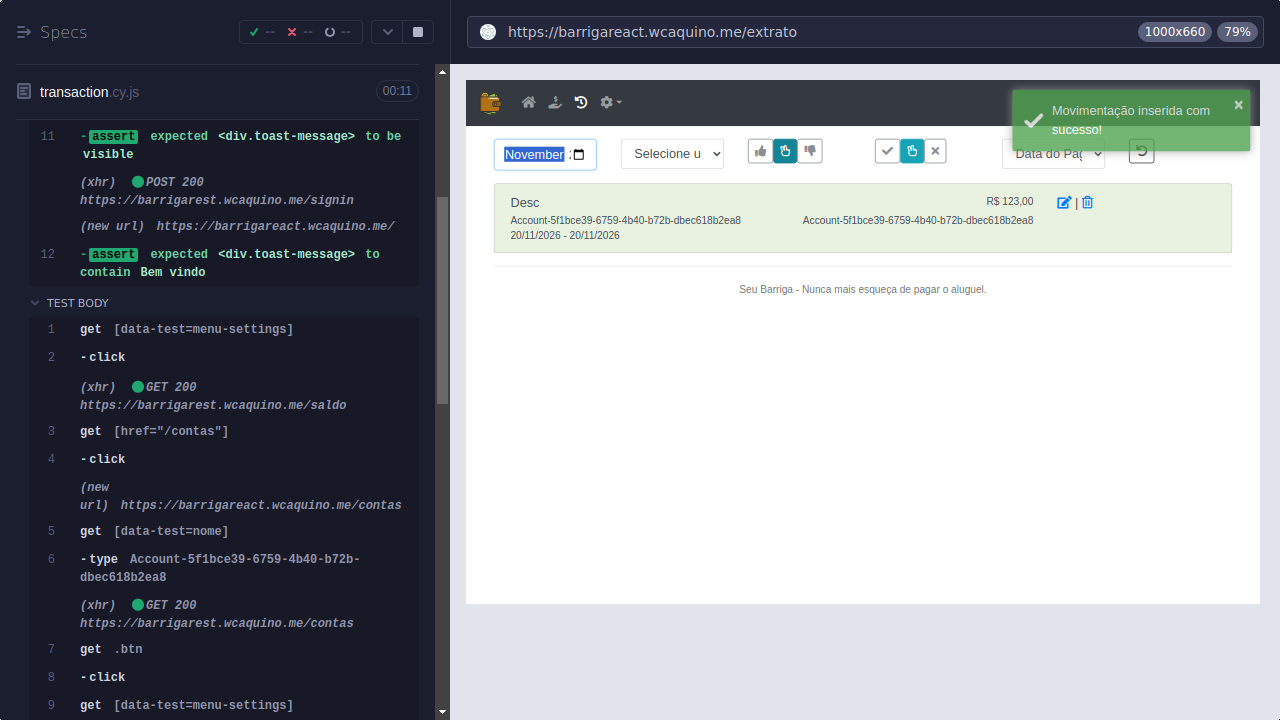 Specs
-- -- --
https://barrigareact.wcaquino.me/extrato
1000x660
79%
transaction.cy.js
00:11
11 -assert expected <div.toast-message> to be
visible
(xhr) POST 200
https://barrigarest.wcaquino.me/signin
(new url) https://barrigareact.wcaquino.me/
12 -assert expected <div.toast-message> to
contain Bem vindo
TEST BODY
1 get [data-test=menu-settings]
2 -click
(xhr) GET 200
https://barrigarest.wcaquino.me/saldo
3 get [href="/contas"]
4 -click
(new
url) https://barrigareact.wcaquino.me/contas
5 get [data-test=nome]
6 -type Account-5f1bce39-6759-4b40-b72b-
dbec618b2ea8
(xhr) GET 200
https://barrigarest.wcaquino.me/contas
7 get .btn
8 -click
9 get [data-test=menu-settings]
Movimentação inserida com
sucesso!
×
November
Selecione u
Data do Pag
Desc
R$ 123,00
|
Account-5f1bce39-6759-4b40-b72b-dbec618b2ea8
Account-5f1bce39-6759-4b40-b72b-dbec618b2ea8
20/11/2026 - 20/11/2026
Seu Barriga - Nunca mais esqueça de pagar o aluguel.